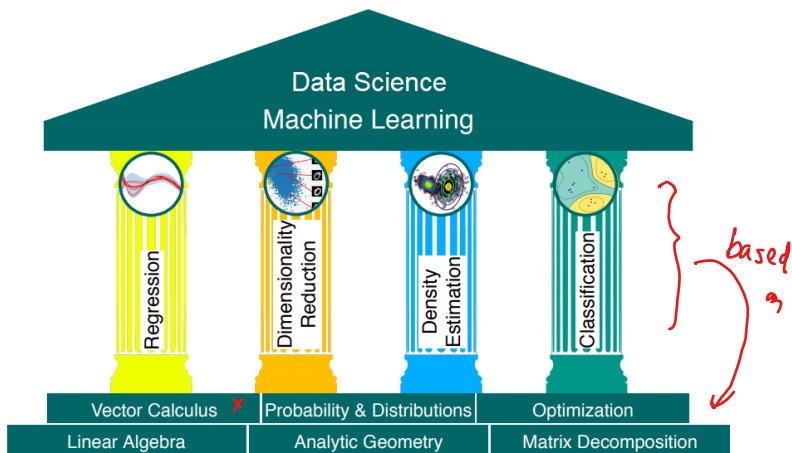 Data Science
Machine Learning
Regression
Dimensionality
Reduction
Density
Estimation
Classification
based
Vector Calculus ✗
Probability & Distributions
Optimization
Linear Algebra
Analytic Geometry
Matrix Decomposition